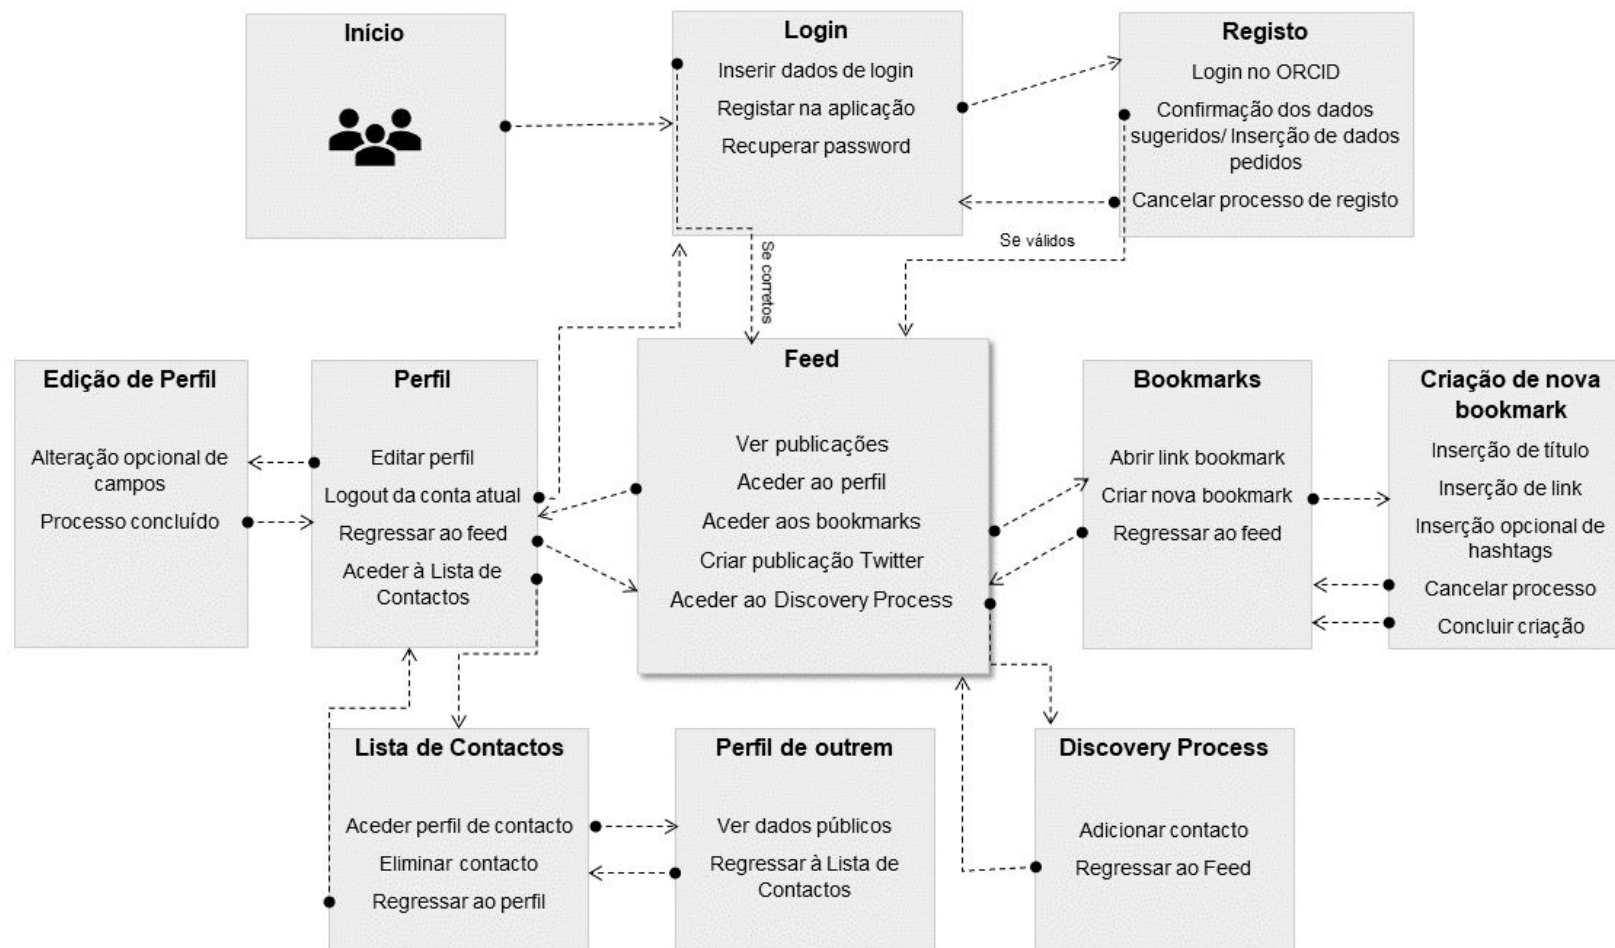 Início
Login
Inserir dados de login
Registar na aplicação
Recuperar password
Registo
Login no ORCID
Confirmação dos dados
sugeridos/ Inserção de dados
pedidos
Cancelar processo de registo
Se corretos
Se válidos
Edição de Perfil
Alteração opcional de
campos
Processo concluído
Perfil
Editar perfil
Logout da conta atual
Regressar ao feed
Aceder à Lista de
Contactos
Feed
Ver publicações
Aceder ao perfil
Aceder aos bookmarks
Criar publicação Twitter
Aceder ao Discovery Process
Bookmarks
Abrir link bookmark
Criar nova bookmark
Regressar ao feed
Criação de nova
bookmark
Inserção de título
Inserção de link
Inserção opcional de
hashtags
Cancelar processo
Concluir criação
Lista de Contactos
Aceder perfil de contacto
Eliminar contacto
Regressar ao perfil
Perfil de outrem
Ver dados públicos
Regressar à Lista de
Contactos
Discovery Process
Adicionar contacto
Regressar ao Feed